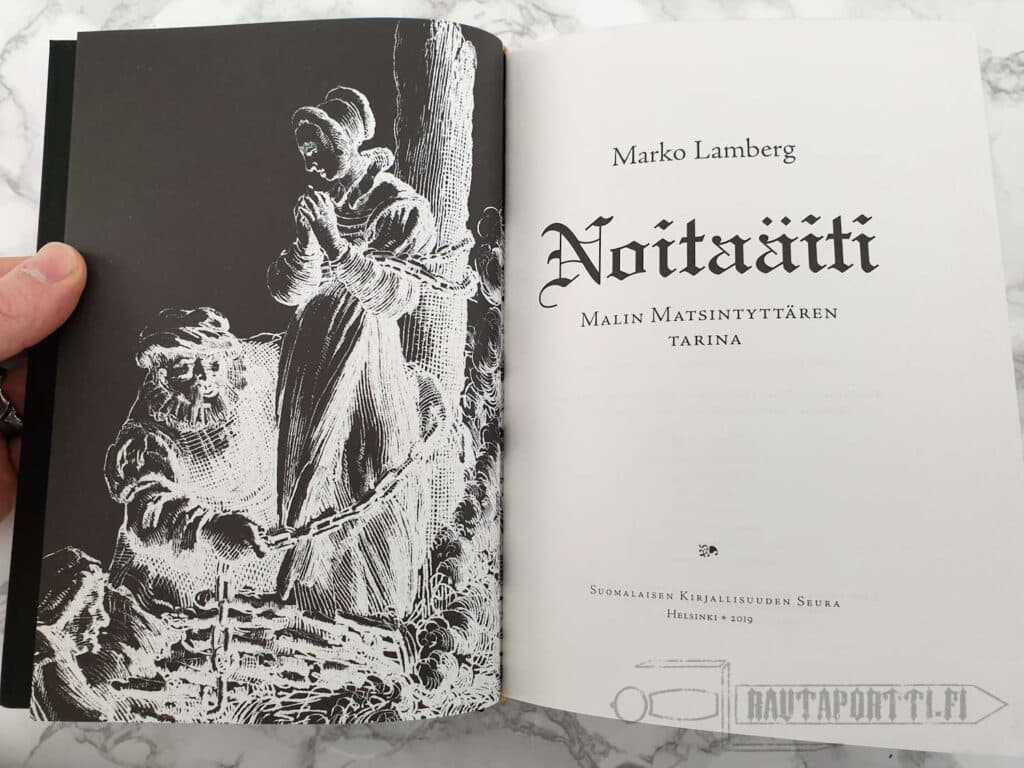 Marko Lamberg
Noitaäiti
Malin Matsintyttären
tarina
Suomalaisen Kirjallisuuden Seura
Helsinki * 2019
RAUTAPORTTI.FI